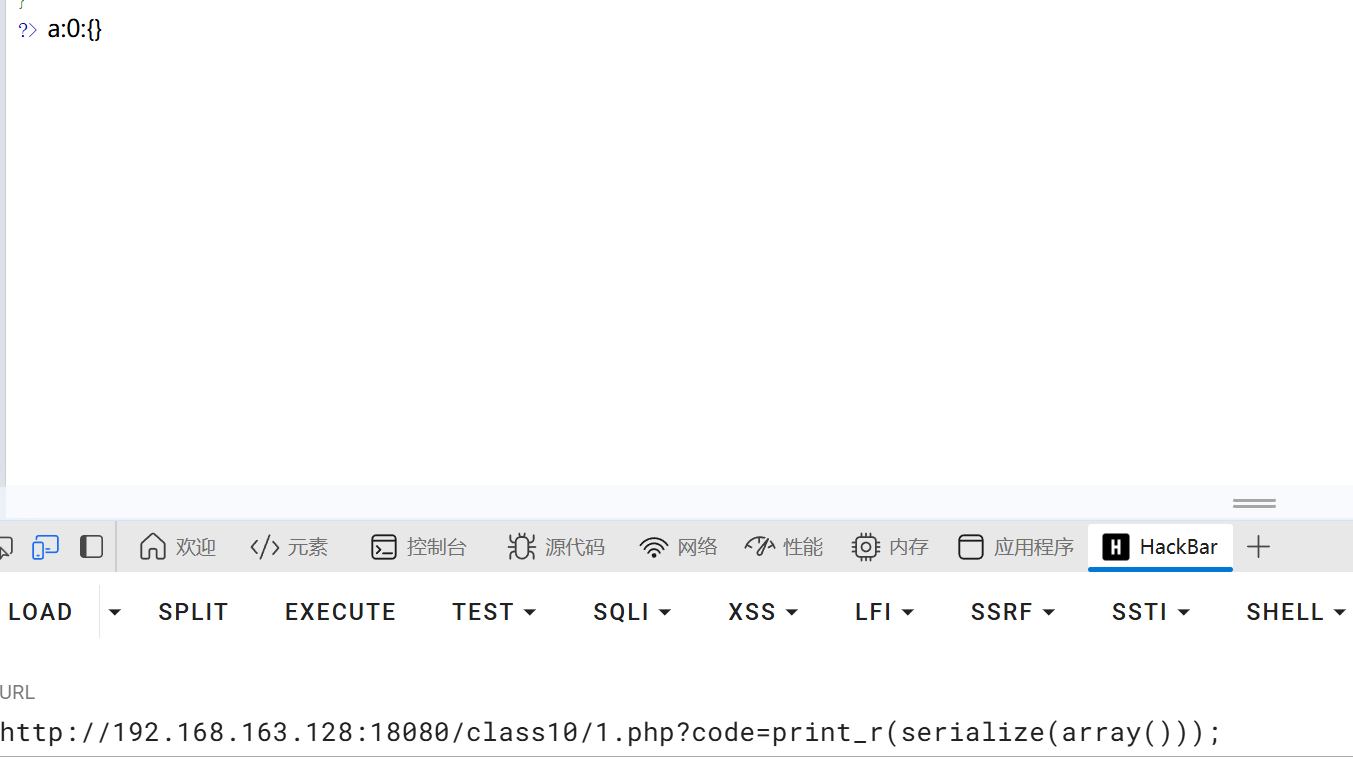 }
?> a:0:{}
欢迎 元素 控制台 源代码 网络 性能 内存 应用程序 HackBar
LOAD SPLIT EXECUTE TEST SQLI XSS LFI SSRF SSTI SHELL
URL
http://192.168.163.128:18080/class10/1.php?code=print_r(serialize(array()));